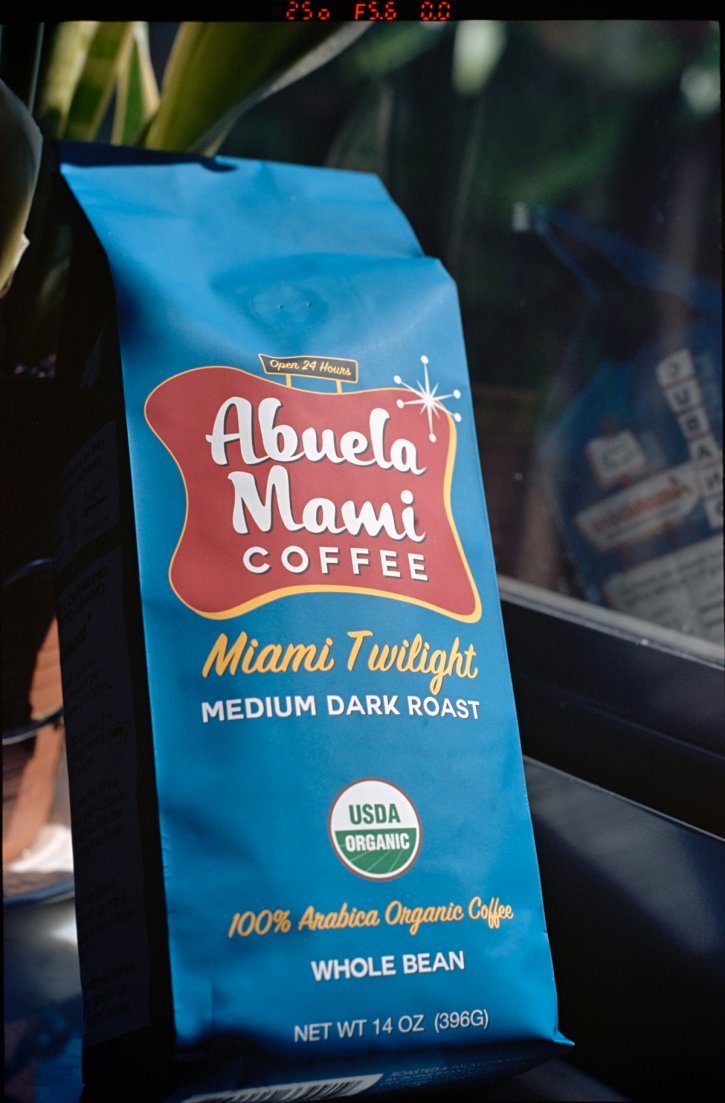 250 F5.6 0.0
Open 24 Hours
Abuela
Mami
COFFEE
Miami Twilight
MEDIUM DARK ROAST
USDA
ORGANIC
100% Arabica Organic Coffee
WHOLE BEAN
NET WT 14 OZ (396G)